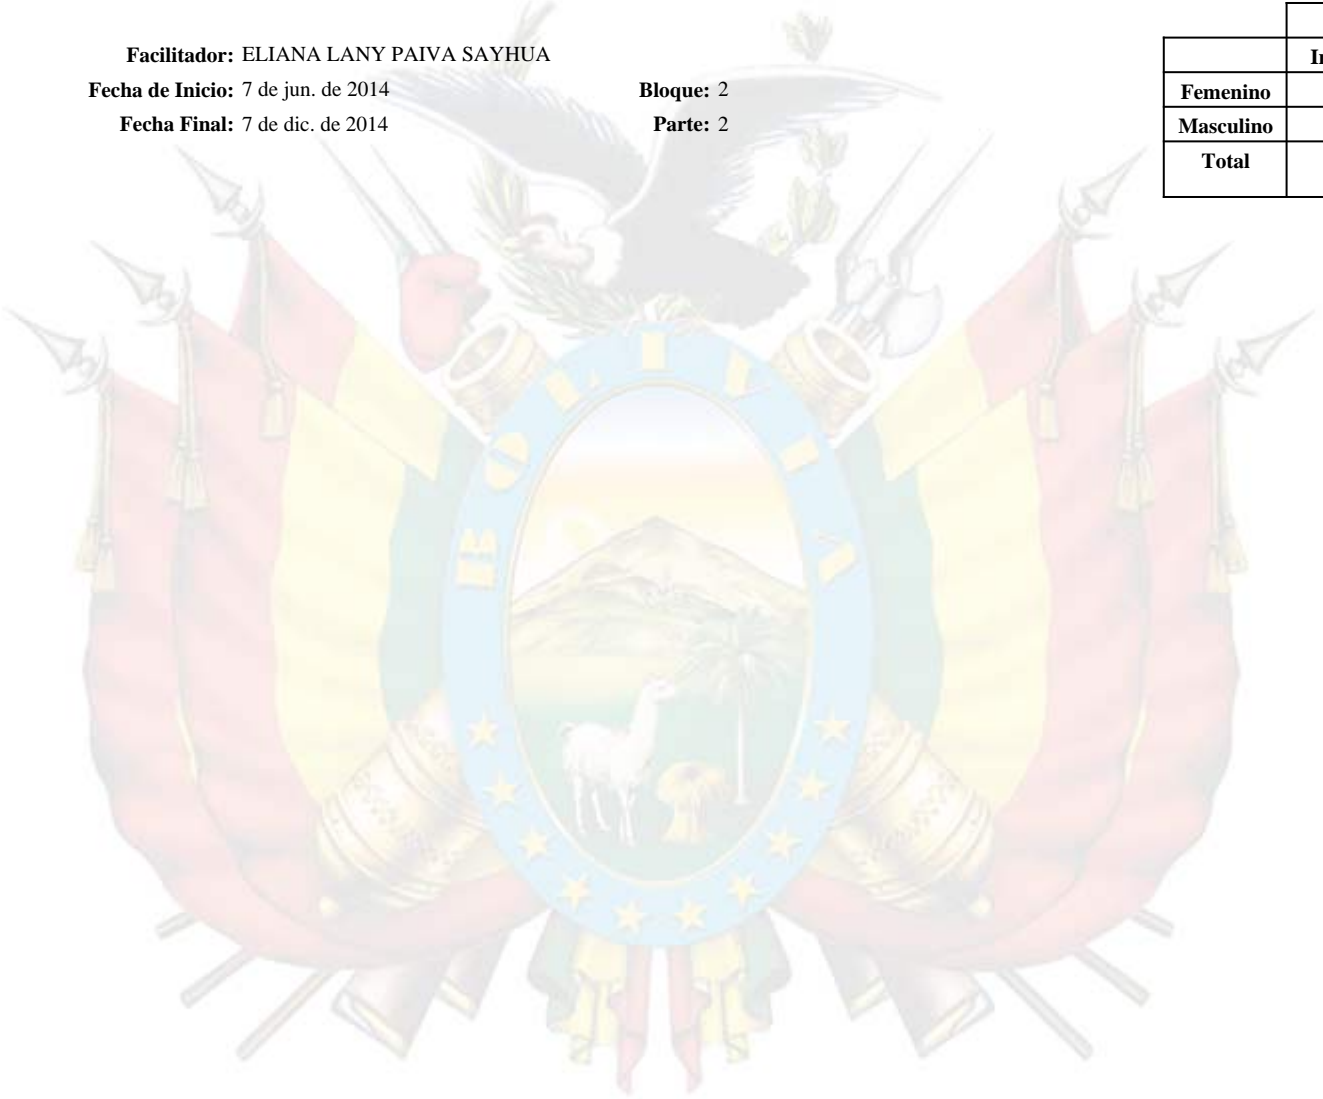 Facilitador: ELIANA LANY PAIVA SAYHUA
Fecha de Inicio: 7 de jun. de 2014 Bloque: 2
Fecha Final: 7 de dic. de 2014 Parte: 2
Femenino
Masculino
Total
BOLIVIA